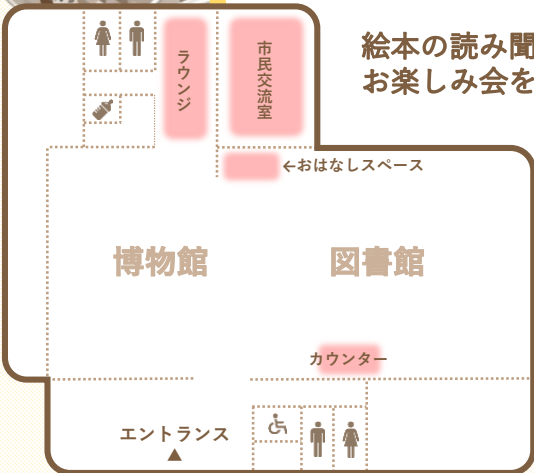 絵本の読み聞
お楽しみ会を
ラウンジ
市民交流室
←おはなしスペース
博物館
図書館
カウンター
エントランス